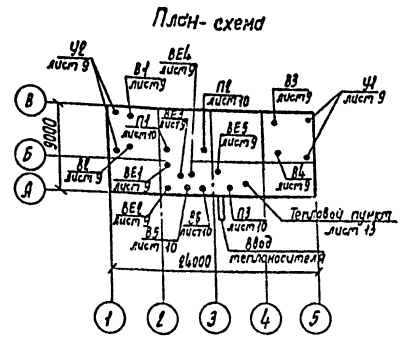 План-схема
У2
лист 9
В1
лист 9
ВЕ4
лист 9
П2
лист 10
В3
лист 9
У1
лист 9
В
9000
П1
лист 10
лист 9
ВЕ5
лист 9
Б
В2
лист 9
ВЕ1
лист 9
В4
лист 9
А
ВЕ2
лист 9
В5
лист 10
В6
лист 10
П3
лист 10
Тепловой пункт
лист 13
Ввод
теплоносителя
24000
1
2
3
4
5